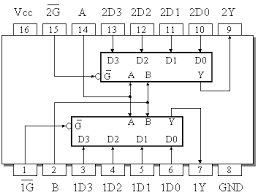 Vcc 2G̅ A 2D3 2D2 2D1 2D0 2Y
16 15 14 13 12 11 10 9
D3 D2 D1 D0
G̅ A B Y
A B Y
G̅ D3 D2 D1 D0
1 2 3 4 5 6 7 8
1G̅ B 1D3 1D2 1D1 1D0 1Y GND